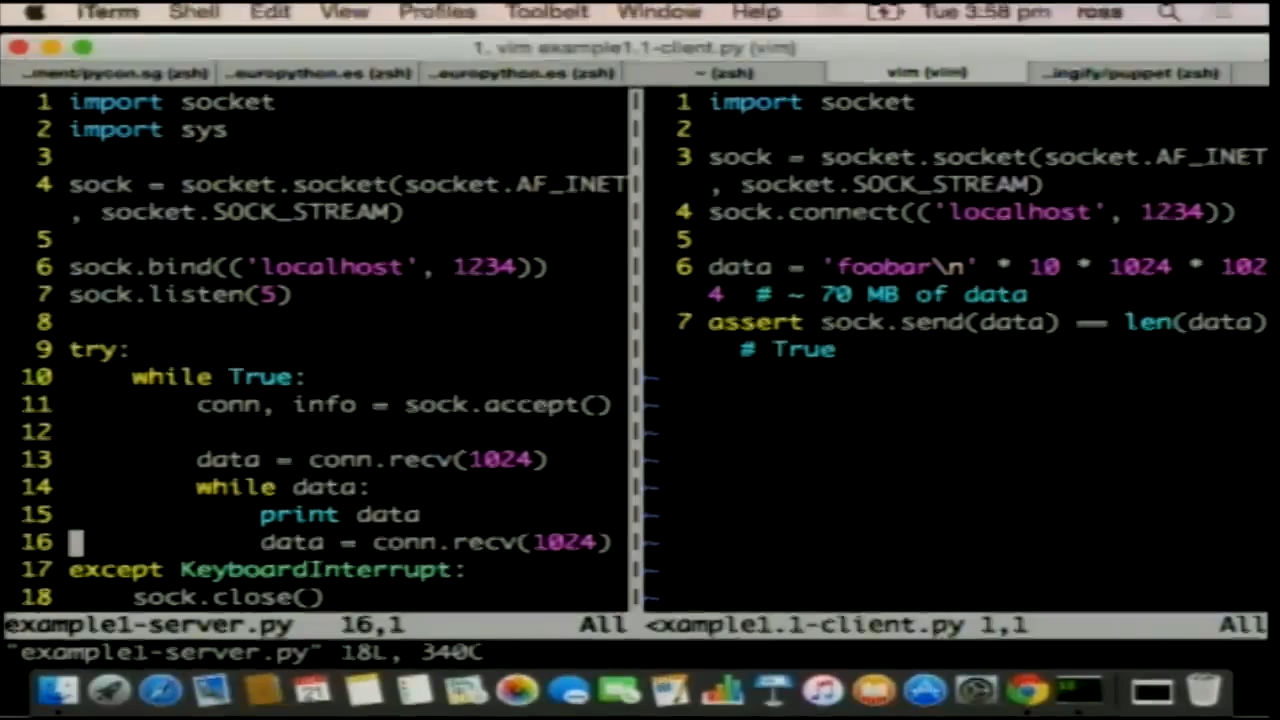 iTerm Shell Edit View Profiles Toolbelt Window Help Tue 3:58 pm ross
1. vim example1.1-client.py (vim)
..ment/pycon.sg (zsh) ..europython.es (zsh) ..europython.es (zsh) ~ (zsh) vim (vim) ..ingify/puppet (zsh)
1 import socket
2 import sys
3
4 sock = socket.socket(socket.AF_INET
, socket.SOCK_STREAM)
5
6 sock.bind(('localhost', 1234))
7 sock.listen(5)
8
9 try:
10 while True:
11 conn, info = sock.accept()
12
13 data = conn.recv(1024)
14 while data:
15 print data
16 data = conn.recv(1024)
17 except KeyboardInterrupt:
18 sock.close()
example1-server.py 16,1 All
"example1-server.py" 18L, 340C
1 import socket
2
3 sock = socket.socket(socket.AF_INET
, socket.SOCK_STREAM)
4 sock.connect(('localhost', 1234))
5
6 data = 'foobar\n' * 10 * 1024 * 102
4 # ~ 70 MB of data
7 assert sock.send(data) == len(data)
# True
~
~
~
~
~
~
~
~
~
<xample1.1-client.py 1,1 All